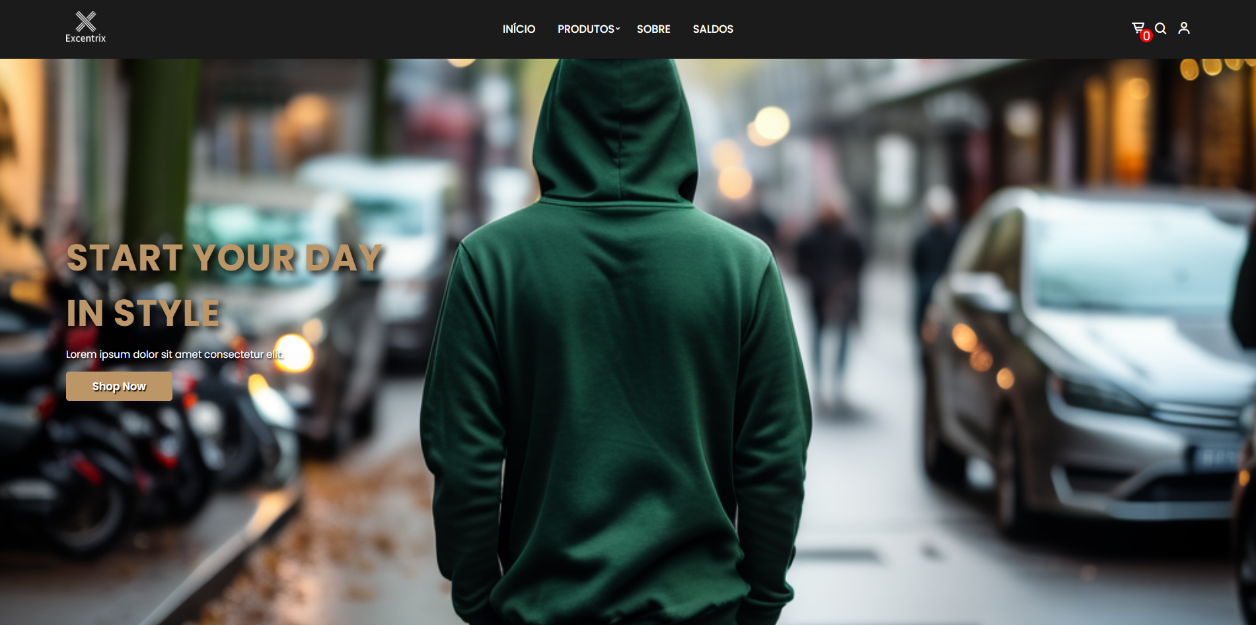 Excentrix
INÍCIO PRODUTOS SOBRE SALDOS
0
START YOUR DAY
IN STYLE
Lorem ipsum dolor sit amet consectetur elit.
Shop Now